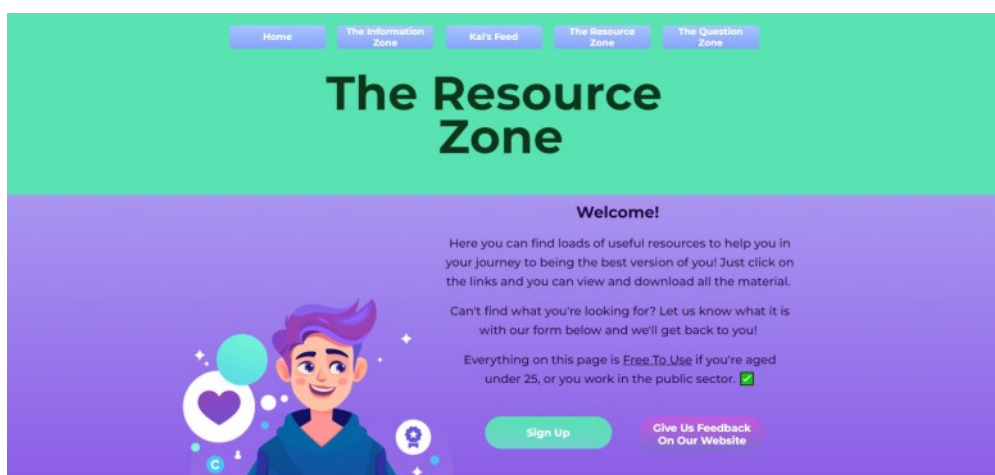 Home
The Information
Zone
Kai's Feed
The Resource
Zone
The Question
Zone
The Resource
Zone
Welcome!
Here you can find loads of useful resources to help you in
your journey to being the best version of you! Just click on
the links and you can view and download all the material.
Can't find what you're looking for? Let us know what it is
with our form below and we'll get back to you!
Everything on this page is Free To Use if you're aged
under 25, or you work in the public sector. ✅
Sign Up
Give Us Feedback
On Our Website
C